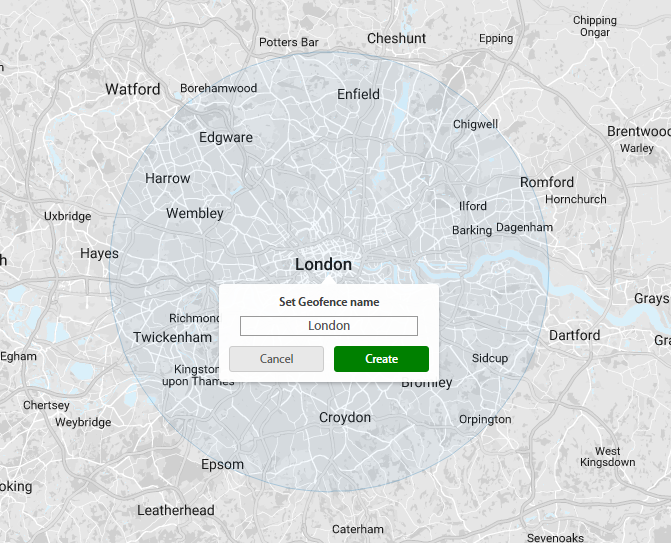 Chipping
Ongar
Potters Bar
Cheshunt
Epping
Watford
Borehamwood
Enfield
Chigwell
Brentwood
Edgware
Warley
Harrow
Romford
Hornchurch
Wembley
Ilford
Uxbridge
Barking
Dagenham
Hayes
London
Set Geofence name
London
Grays
Richmond
Twickenham
Dartford
Gra
Egham
Cancel
Create
Sidcup
Kingston
upon Thames
Bromley
Chertsey
Weybridge
Croydon
Orpington
West
Kingsdown
Epsom
oking
Leatherhead
Caterham
Sevenoaks